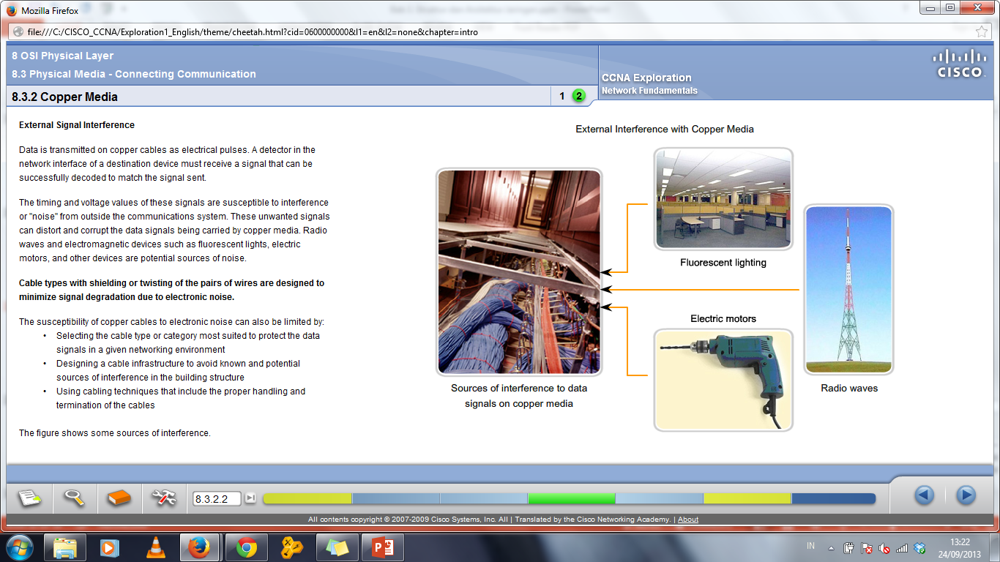 Mozilla Firefox
file:///C:/CISCO_CCNA/Exploration1_English/theme/cheetah.html?cid=0600000000&l1=en&l2=none&chapter=intro
8 OSI Physical Layer
8.3 Physical Media - Connecting Communication
8.3.2 Copper Media
1 2
CCNA Exploration
Network Fundamentals
CISCO
External Signal Interference
Data is transmitted on copper cables as electrical pulses. A detector in the
network interface of a destination device must receive a signal that can be
successfully decoded to match the signal sent.
The timing and voltage values of these signals are susceptible to interference
or "noise" from outside the communications system. These unwanted signals
can distort and corrupt the data signals being carried by copper media. Radio
waves and electromagnetic devices such as fluorescent lights, electric
motors, and other devices are potential sources of noise.
Cable types with shielding or twisting of the pairs of wires are designed to
minimize signal degradation due to electronic noise.
The susceptibility of copper cables to electronic noise can also be limited by:
• Selecting the cable type or category most suited to protect the data
signals in a given networking environment
• Designing a cable infrastructure to avoid known and potential
sources of interference in the building structure
• Using cabling techniques that include the proper handling and
termination of the cables
The figure shows some sources of interference.
External Interference with Copper Media
Fluorescent lighting
Electric motors
Sources of interference to data
signals on copper media
Radio waves
8.3.2.2
All contents copyright © 2007-2009 Cisco Systems, Inc. All | Translated by the Cisco Networking Academy. | About
IN
13:22
24/09/2013